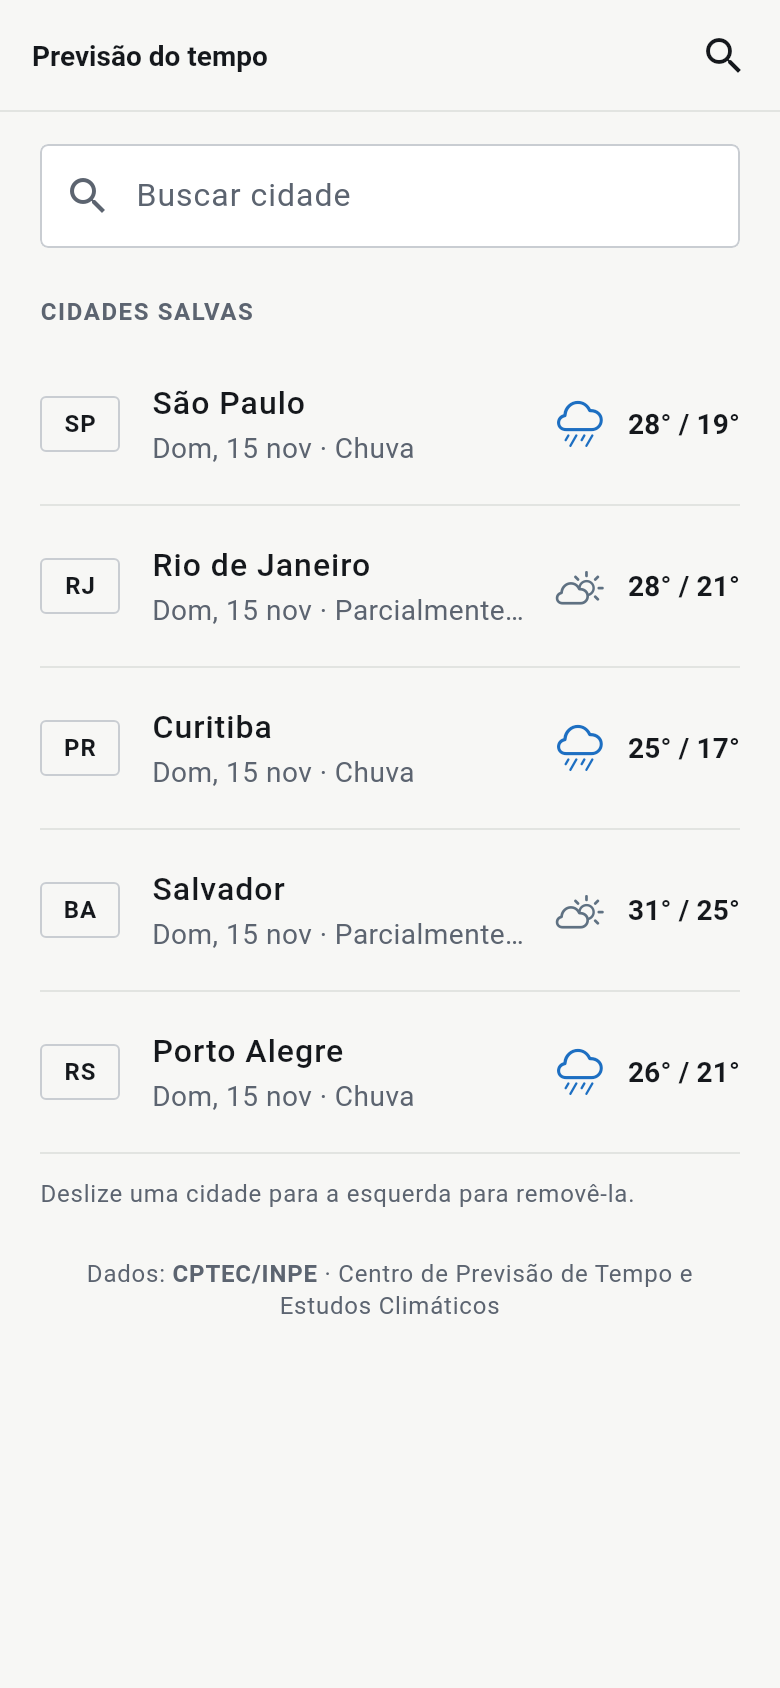 Previsão do tempo
Buscar cidade
CIDADES SALVAS
SP
São Paulo
Dom, 15 nov · Chuva
28° / 19°
RJ
Rio de Janeiro
Dom, 15 nov · Parcialmente...
28° / 21°
PR
Curitiba
Dom, 15 nov · Chuva
25° / 17°
BA
Salvador
Dom, 15 nov · Parcialmente...
31° / 25°
RS
Porto Alegre
Dom, 15 nov · Chuva
26° / 21°
Deslize uma cidade para a esquerda para removê-la.
Dados: CPTEC/INPE · Centro de Previsão de Tempo e
Estudos Climáticos